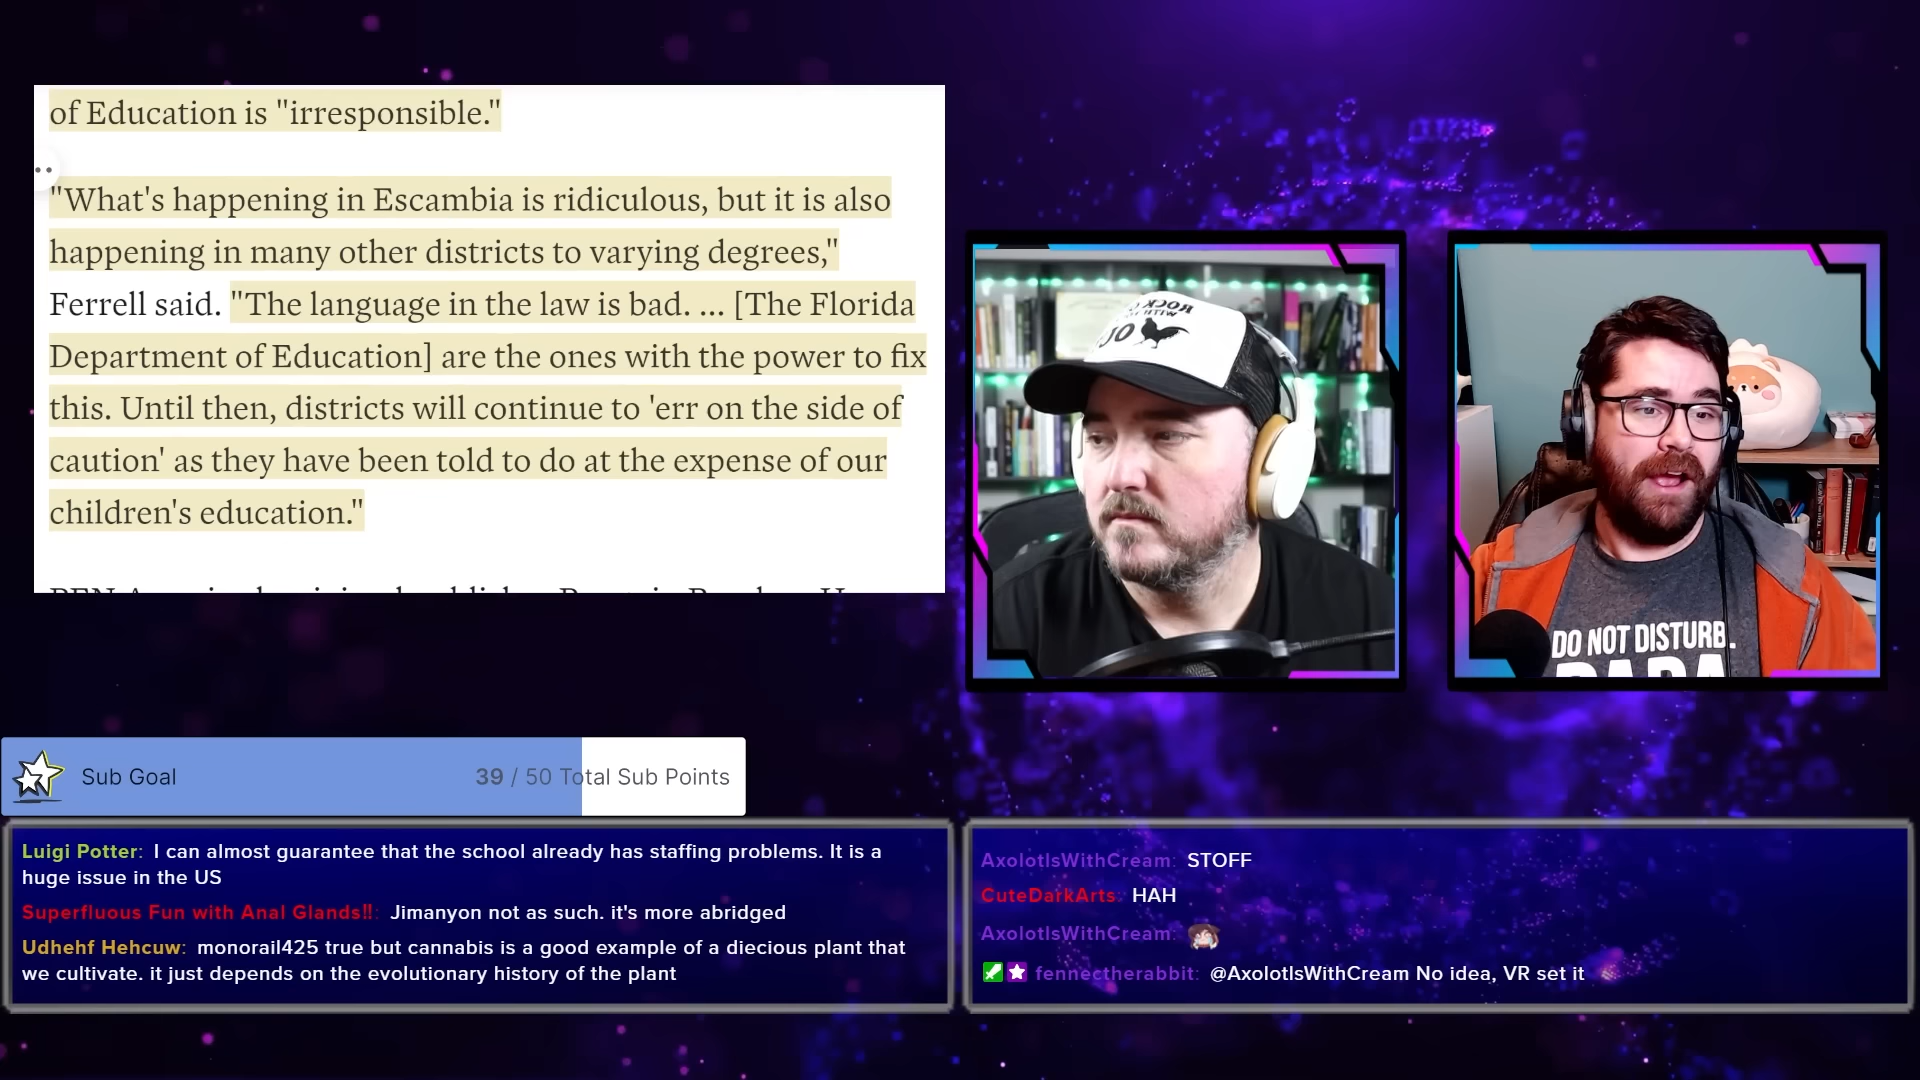 of Education is "irresponsible."
"What's happening in Escambia is ridiculous, but it is also
happening in many other districts to varying degrees,"
Ferrell said. "The language in the law is bad. ... [The Florida
Department of Education] are the ones with the power to fix
this. Until then, districts will continue to 'err on the side of
caution' as they have been told to do at the expense of our
children's education."
ROCK
WITH
DO NOT DISTURB.
Sub Goal
39 / 50 Total Sub Points
Luigi Potter: I can almost guarantee that the school already has staffing problems. It is a
huge issue in the US
Superfluous Fun with Anal Glands!!: Jimanyon not as such. it's more abridged
Udhehf Hehcuw: monorail425 true but cannabis is a good example of a diecious plant that
we cultivate. it just depends on the evolutionary history of the plant
AxolotlsWithCream: STOFF
CuteDarkArts: HAH
AxolotlsWithCream:
fennectherabbit: @AxolotlsWithCream No idea, VR set it